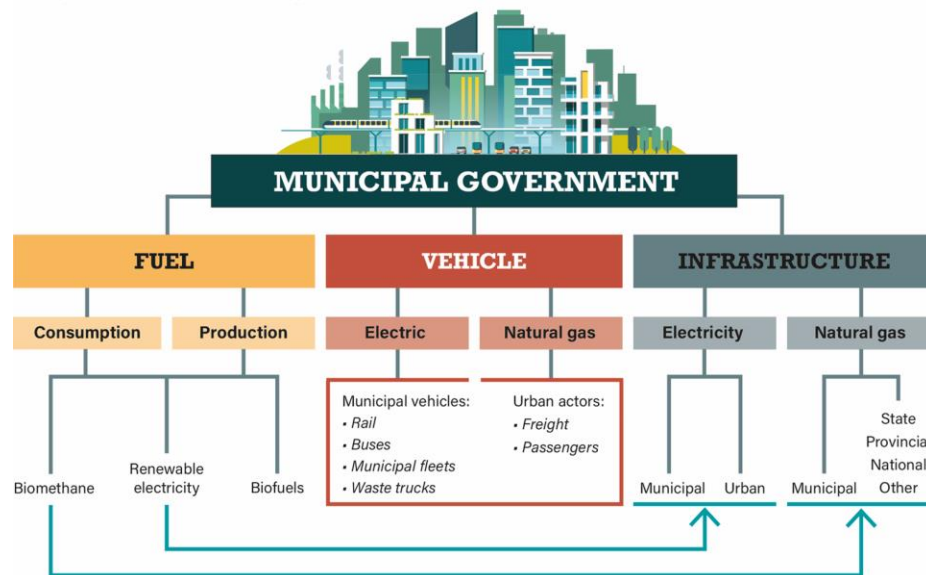 MUNICIPAL GOVERNMENT
FUEL
VEHICLE
INFRASTRUCTURE
Consumption
Production
Electric
Natural gas
Electricity
Natural gas
Biomethane
Renewable
electricity
Biofuels
Municipal vehicles:
• Rail
• Buses
• Municipal fleets
• Waste trucks
Urban actors:
• Freight
• Passengers
Municipal
Urban
Municipal
State
Provincia
National
Other